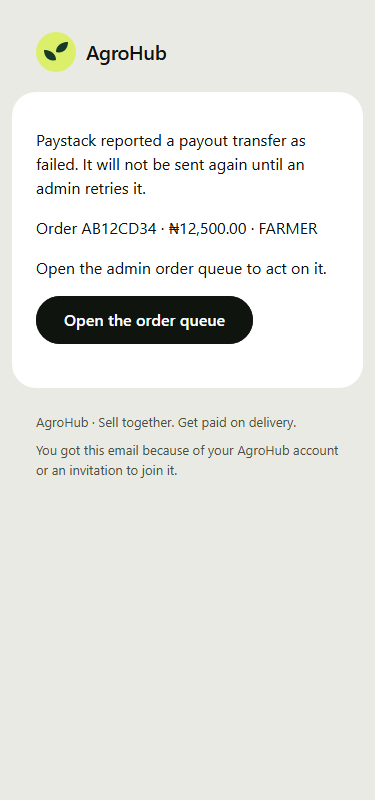 AgroHub
Paystack reported a payout transfer as
failed. It will not be sent again until an
admin retries it.
Order AB12CD34 · ₦12,500.00 · FARMER
Open the admin order queue to act on it.
Open the order queue
AgroHub · Sell together. Get paid on delivery.
You got this email because of your AgroHub account
or an invitation to join it.